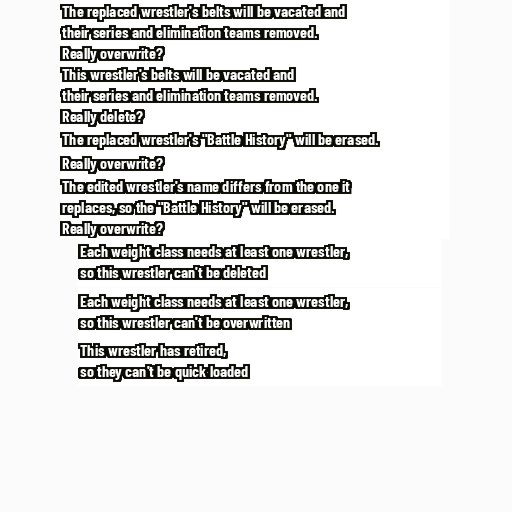 The replaced wrestler's belts will be vacated and
their series and elimination teams removed.
Really overwrite?
This wrestler's belts will be vacated and
their series and elimination teams removed.
Really delete?
The replaced wrestler's "Battle History" will be erased.
Really overwrite?
The edited wrestler's name differs from the one it
replaces, so the "Battle History" will be erased.
Really overwrite?
Each weight class needs at least one wrestler,
so this wrestler can't be deleted
Each weight class needs at least one wrestler,
so this wrestler can't be overwritten
This wrestler has retired,
so they can't be quick loaded